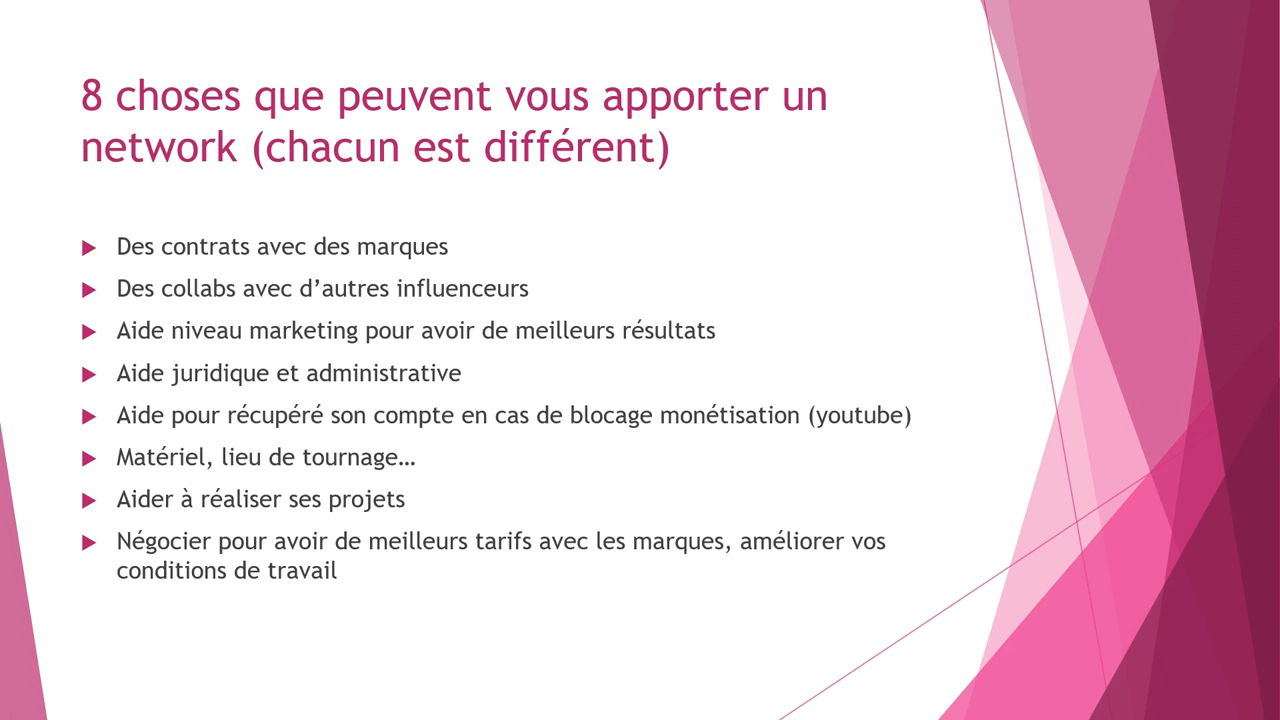 8 choses que peuvent vous apporter un
network (chacun est différent)
Des contrats avec des marques
Des collabs avec d’autres influenceurs
Aide niveau marketing pour avoir de meilleurs résultats
Aide juridique et administrative
Aide pour récupéré son compte en cas de blocage monétisation (youtube)
Matériel, lieu de tournage…
Aider à réaliser ses projets
Négocier pour avoir de meilleurs tarifs avec les marques, améliorer vos
conditions de travail